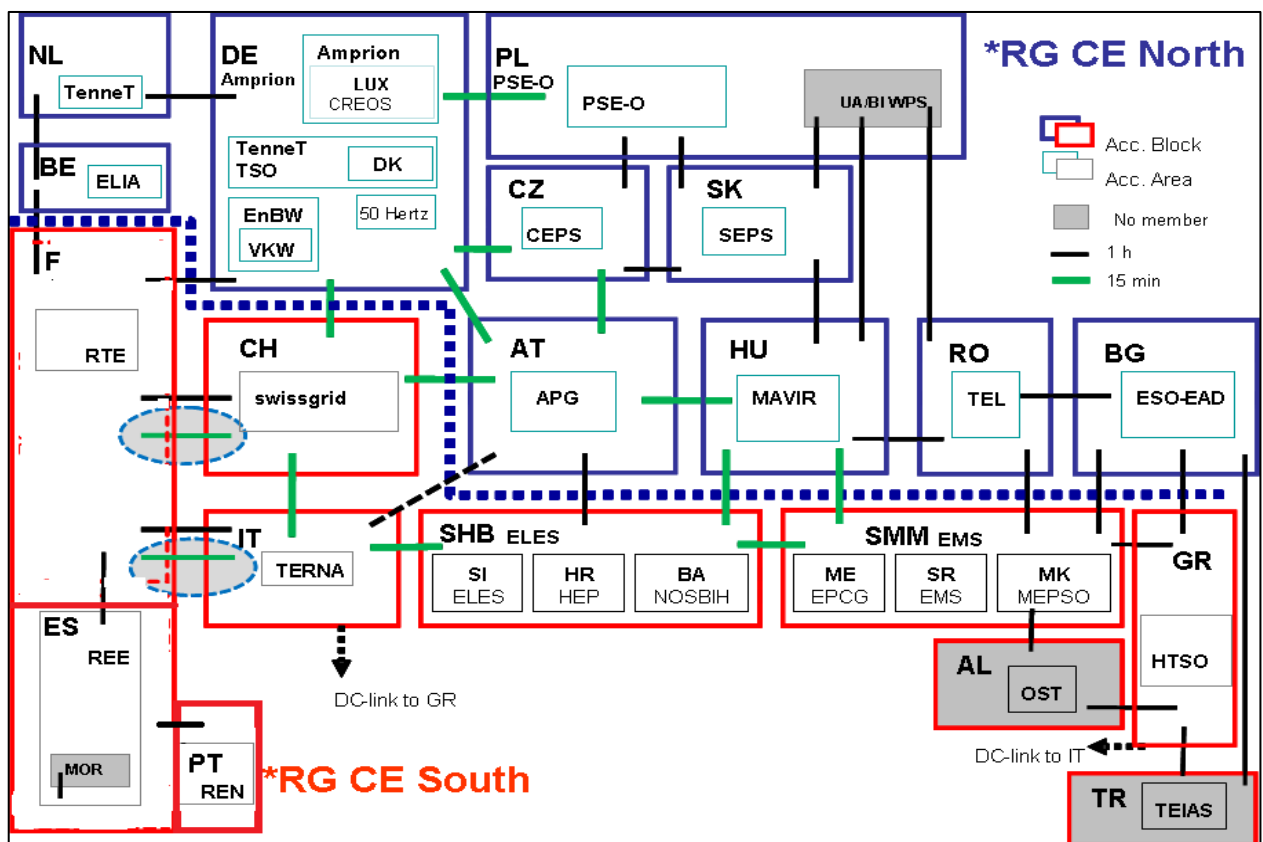 NL
TenneT
BE
ELIA
DE
Amprion
Amprion
LUX
CREOS
TenneT
TSO
DK
EnBW
VKW
50 Hertz
PL
PSE-O
PSE-O
UA/BI WPS
*RG CE North
Acc. Block
Acc. Area
No member
1 h
15 min
CZ
CEPS
SK
SEPS
F
RTE
CH
swissgrid
AT
APG
HU
MAVIR
RO
TEL
BG
ESO-EAD
IT
TERNA
SHB ELES
SI
ELES
HR
HEP
BA
NOSBIH
SMM EMS
ME
EPCG
SR
EMS
MK
MEPSO
GR
HTSO
ES
REE
MOR
PT
REN
DC-link to GR
*RG CE South
AL
OST
DC-link to IT
TR
TEIAS